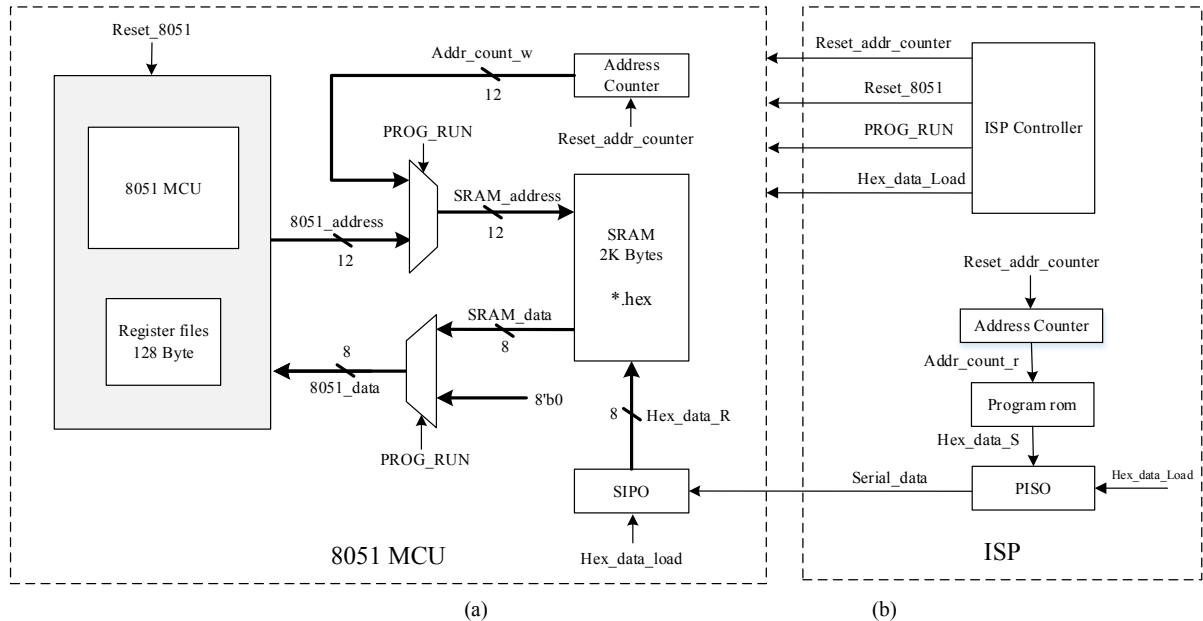 Reset_8051
Addr_count_w
12
Address
Counter
Reset_addr_counter
PROG_RUN
8051 MCU
8051_address
12
SRAM_address
12
SRAM
2K Bytes
*.hex
Register files
128 Byte
8
8051_data
SRAM_data
8
8'b0
PROG_RUN
8
Hex_data_R
SIPO
Hex_data_load
8051 MCU
(a)
Reset_addr_counter
Reset_8051
PROG_RUN
Hex_data_Load
ISP Controller
Reset_addr_counter
Address Counter
Addr_count_r
Program rom
Hex_data_S
Serial_data
PISO
Hex_data_Load
ISP
(b)